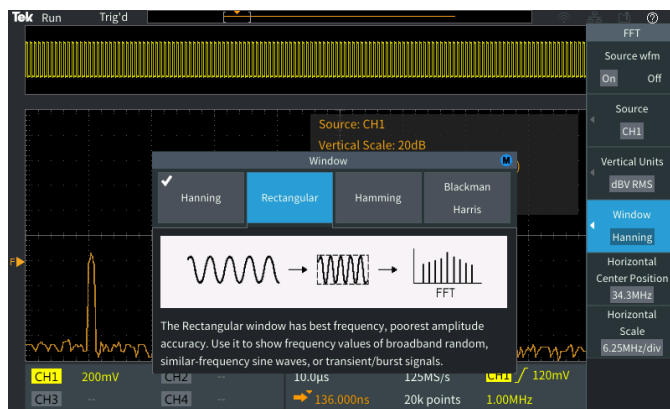 Tek Run Trig'd
FFT
Source wfm
On Off
Source
CH1
Vertical Units
dBV RMS
Window
Hanning
Horizontal
Center Position
34.3MHz
Horizontal
Scale
6.25MHz/div
Source: CH1
Vertical Scale: 20dB
Window M
Hanning
Rectangular
Hamming
Blackman
Harris
)
FFT
F
The Rectangular window has best frequency, poorest amplitude
accuracy. Use it to show frequency values of broadband random,
similar-frequency sine waves, or transient/burst signals.
CH1 200mV CH2 -- 10.0µs 125MS/s CH1 120mV
CH3 -- CH4 -- 136.000ns 20k points 1.00MHz